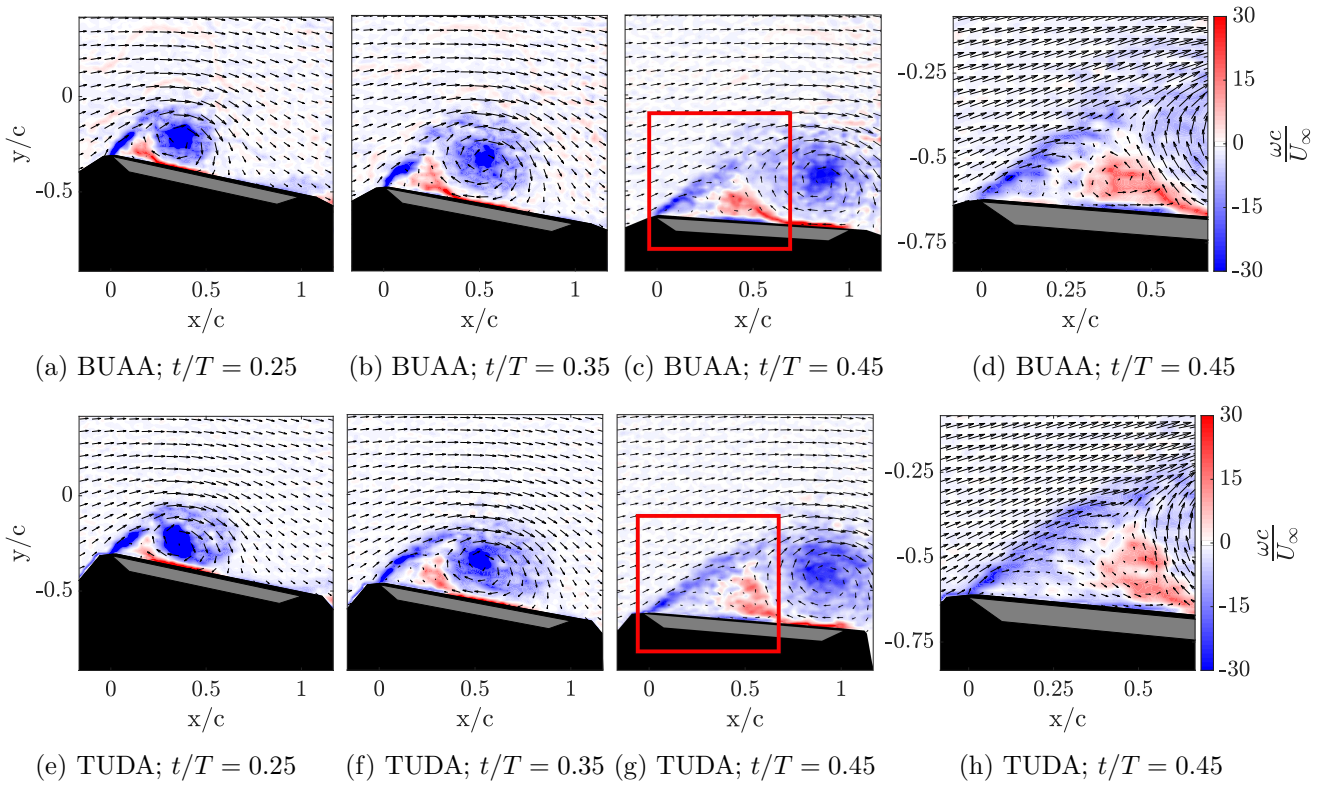 0
-0.5
y/c
0 0.5 1
x/c
0 0.5 1
x/c
0 0.5 1
x/c
-0.25
-0.5
-0.75
0 0.25 0.5
x/c
30
15
0
-15
-30
ωc
U∞
(a) BUAA; t/T = 0.25
(b) BUAA; t/T = 0.35
(c) BUAA; t/T = 0.45
(d) BUAA; t/T = 0.45
0
-0.5
y/c
0 0.5 1
x/c
0 0.5 1
x/c
0 0.5 1
x/c
-0.25
-0.5
-0.75
0 0.25 0.5
x/c
30
15
0
-15
-30
ωc
U∞
(e) TUDA; t/T = 0.25
(f) TUDA; t/T = 0.35
(g) TUDA; t/T = 0.45
(h) TUDA; t/T = 0.45